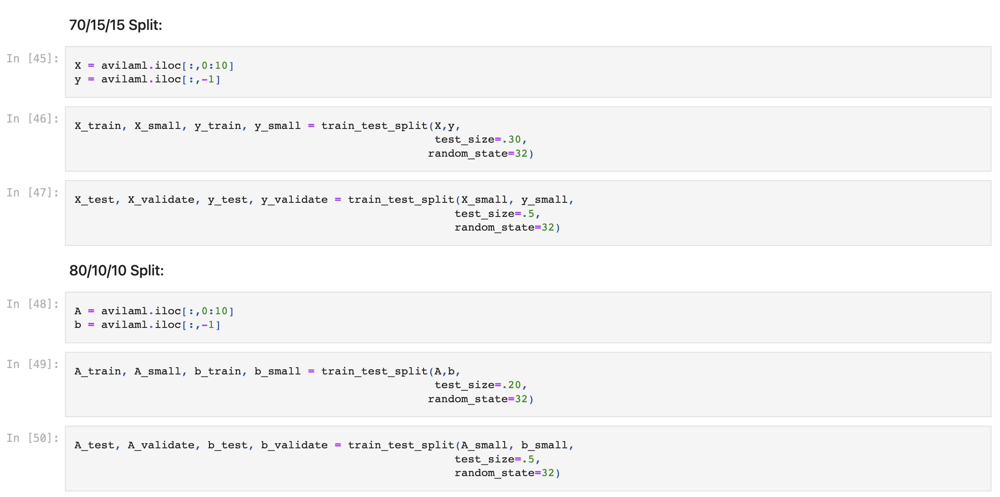 70/15/15 Split:
In [45]:
X = avilaml.iloc[:,0:10]
y = avilaml.iloc[:,-1]
In [46]:
X_train, X_small, y_train, y_small = train_test_split(X,y,
test_size=.30,
random_state=32)
In [47]:
X_test, X_validate, y_test, y_validate = train_test_split(X_small, y_small,
test_size=.5,
random_state=32)
80/10/10 Split:
In [48]:
A = avilaml.iloc[:,0:10]
b = avilaml.iloc[:,-1]
In [49]:
A_train, A_small, b_train, b_small = train_test_split(A,b,
test_size=.20,
random_state=32)
In [50]:
A_test, A_validate, b_test, b_validate = train_test_split(A_small, b_small,
test_size=.5,
random_state=32)